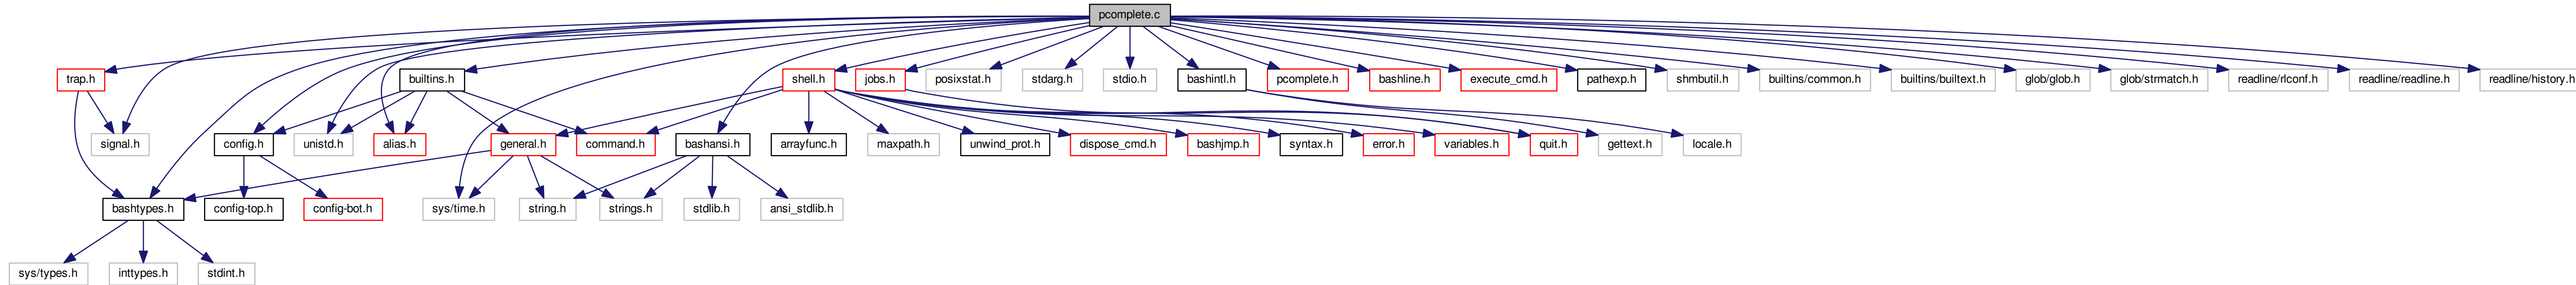 pcomplete.c
trap.h
builtins.h
shell.h
jobs.h
posixstat.h
stdarg.h
stdio.h
bashintl.h
pcomplete.h
bashline.h
execute_cmd.h
pathexp.h
shmbutil.h
builtins/common.h
builtins/builtext.h
glob/glob.h
glob/strmatch.h
readline/rlconf.h
readline/readline.h
readline/history.h
signal.h
config.h
unistd.h
alias.h
general.h
command.h
bashansi.h
arrayfunc.h
maxpath.h
unwind_prot.h
dispose_cmd.h
bashjmp.h
syntax.h
error.h
variables.h
quit.h
gettext.h
locale.h
bashtypes.h
config-top.h
config-bot.h
sys/time.h
string.h
strings.h
stdlib.h
ansi_stdlib.h
sys/types.h
inttypes.h
stdint.h